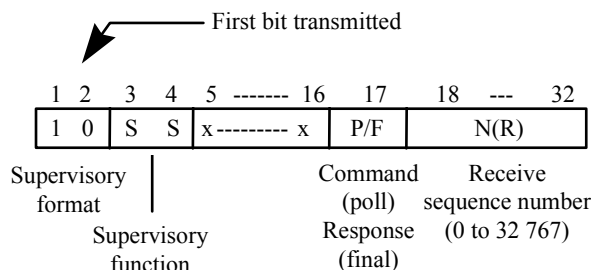 First bit transmitted
1 2 3 4 5 ------- 16 17 18 --- 32
1 0 S S x--------- x P/F N(R)
Supervisory format
Supervisory function
Command (poll) Response (final)
Receive sequence number (0 to 32 767)